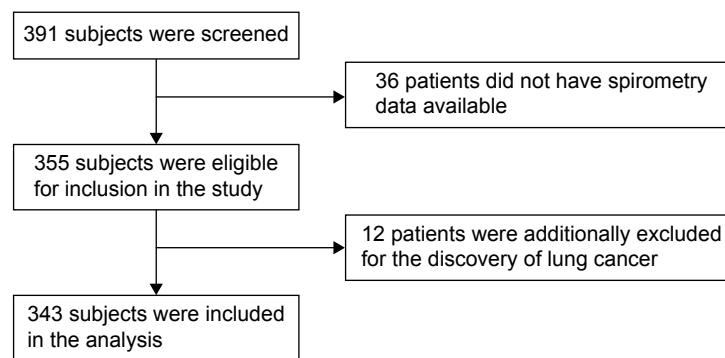 391 subjects were screened
36 patients did not have spirometry
data available
355 subjects were eligible
for inclusion in the study
12 patients were additionally excluded
for the discovery of lung cancer
343 subjects were included
in the analysis